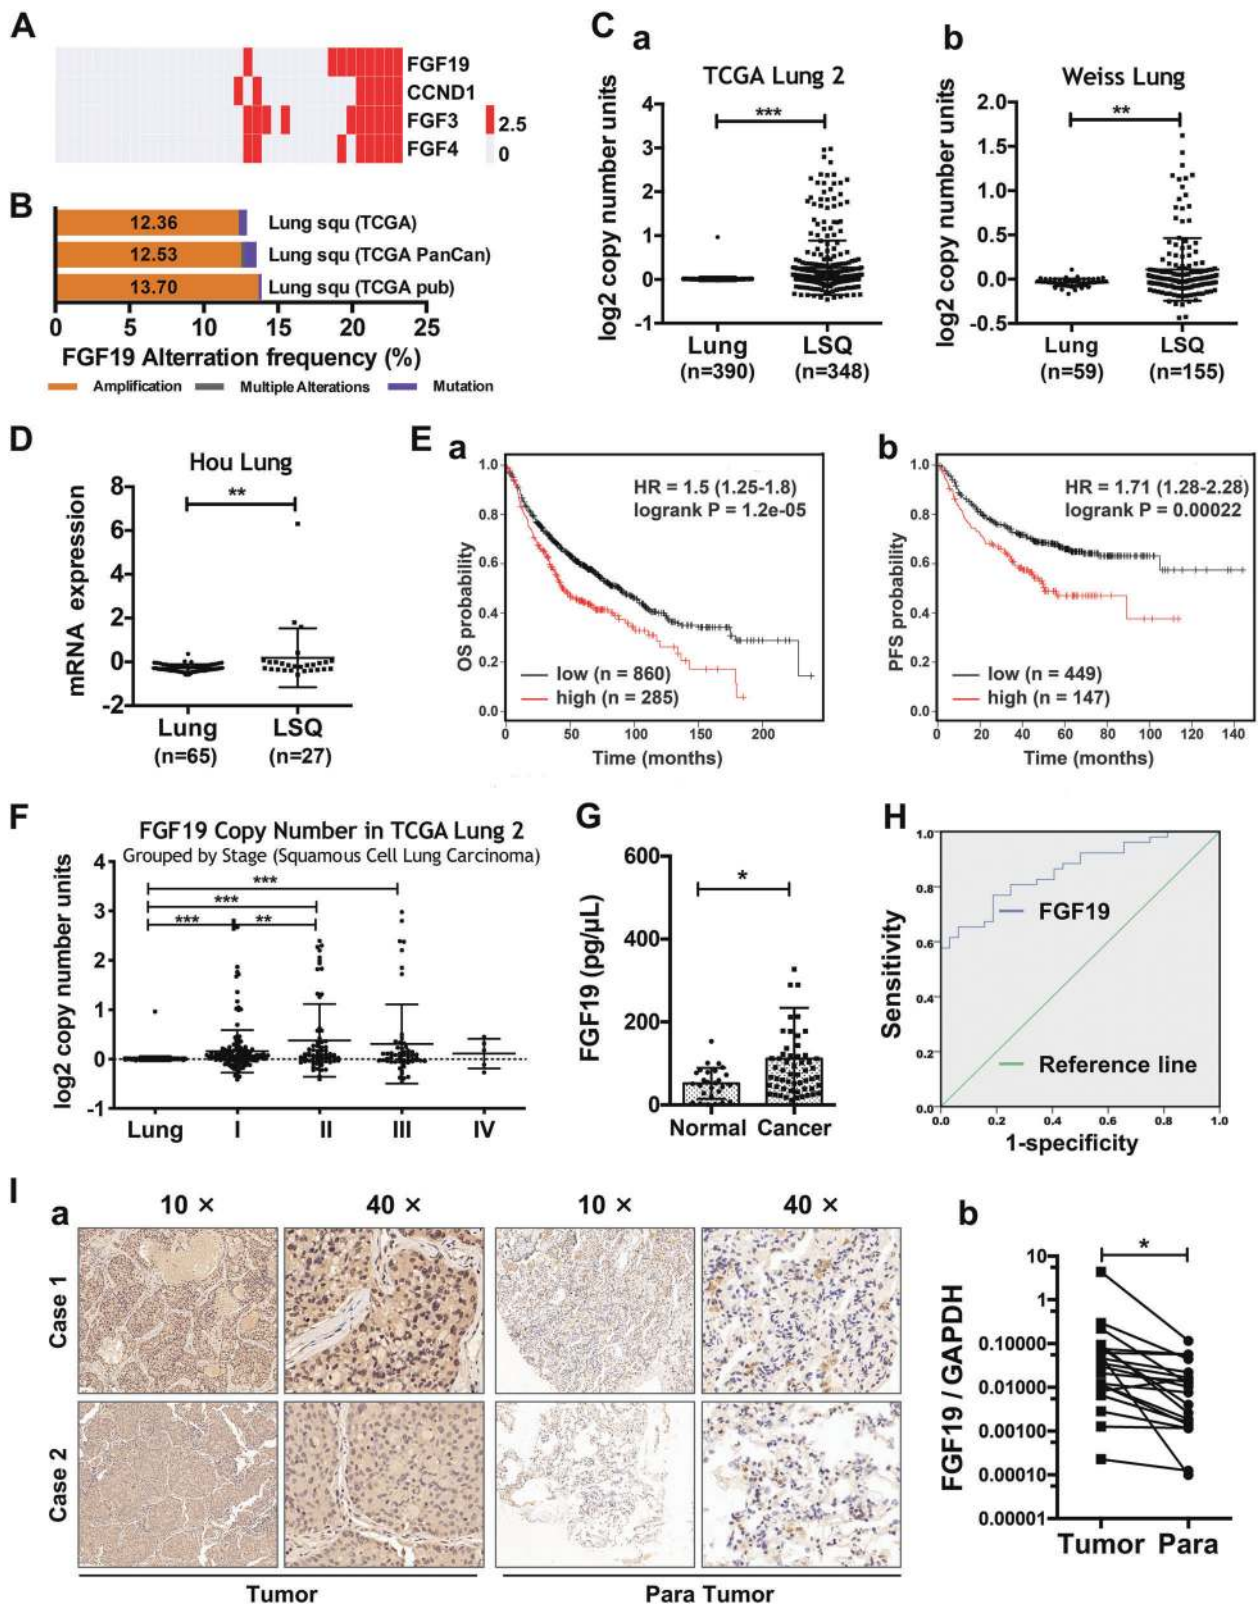 A
FGF19
CCND1
FGF3
FGF4
2.5
0
B
12.36 Lung squ (TCGA)
12.53 Lung squ (TCGA PanCan)
13.70 Lung squ (TCGA pub)
0 5 10 15 20 25
FGF19 Alterration frequency (%)
Amplification Multiple Alterations Mutation
C a
TCGA Lung 2
log2 copy number units
4
3
2
1
0
-1
***
Lung LSQ
(n=390) (n=348)
b
Weiss Lung
log2 copy number units
2.0
1.5
1.0
0.5
0.0
-0.5
**
Lung LSQ
(n=59) (n=155)
D
Hou Lung
mRNA expression
8
6
4
2
0
-2
**
Lung LSQ
(n=65) (n=27)
E a
OS probability
1.0
0.8
0.6
0.4
0.2
0.0
HR = 1.5 (1.25-1.8)
logrank P = 1.2e-05
low (n = 860)
high (n = 285)
0 50 100 150 200
Time (months)
b
PFS probability
1.0
0.8
0.6
0.4
0.2
0.0
HR = 1.71 (1.28-2.28)
logrank P = 0.00022
low (n = 449)
high (n = 147)
0 20 40 60 80 100 120 140
Time (months)
F
FGF19 Copy Number in TCGA Lung 2
Grouped by Stage (Squamous Cell Lung Carcinoma)
log2 copy number units
4
3
2
1
0
-1
***
***
*** **
Lung I II III IV
G
FGF19 (pg/μL)
600
400
200
0
*
Normal Cancer
H
Sensitivity
1.0
0.8
0.6
0.4
0.2
0.0
FGF19
Reference line
0.0 0.2 0.4 0.6 0.8 1.0
1-specificity
I
a
10 × 40 × 10 × 40 ×
Case 1
Case 2
Tumor Para Tumor
b
FGF19 / GAPDH
10
1
0.10000
0.01000
0.00100
0.00010
0.00001
*
Tumor Para